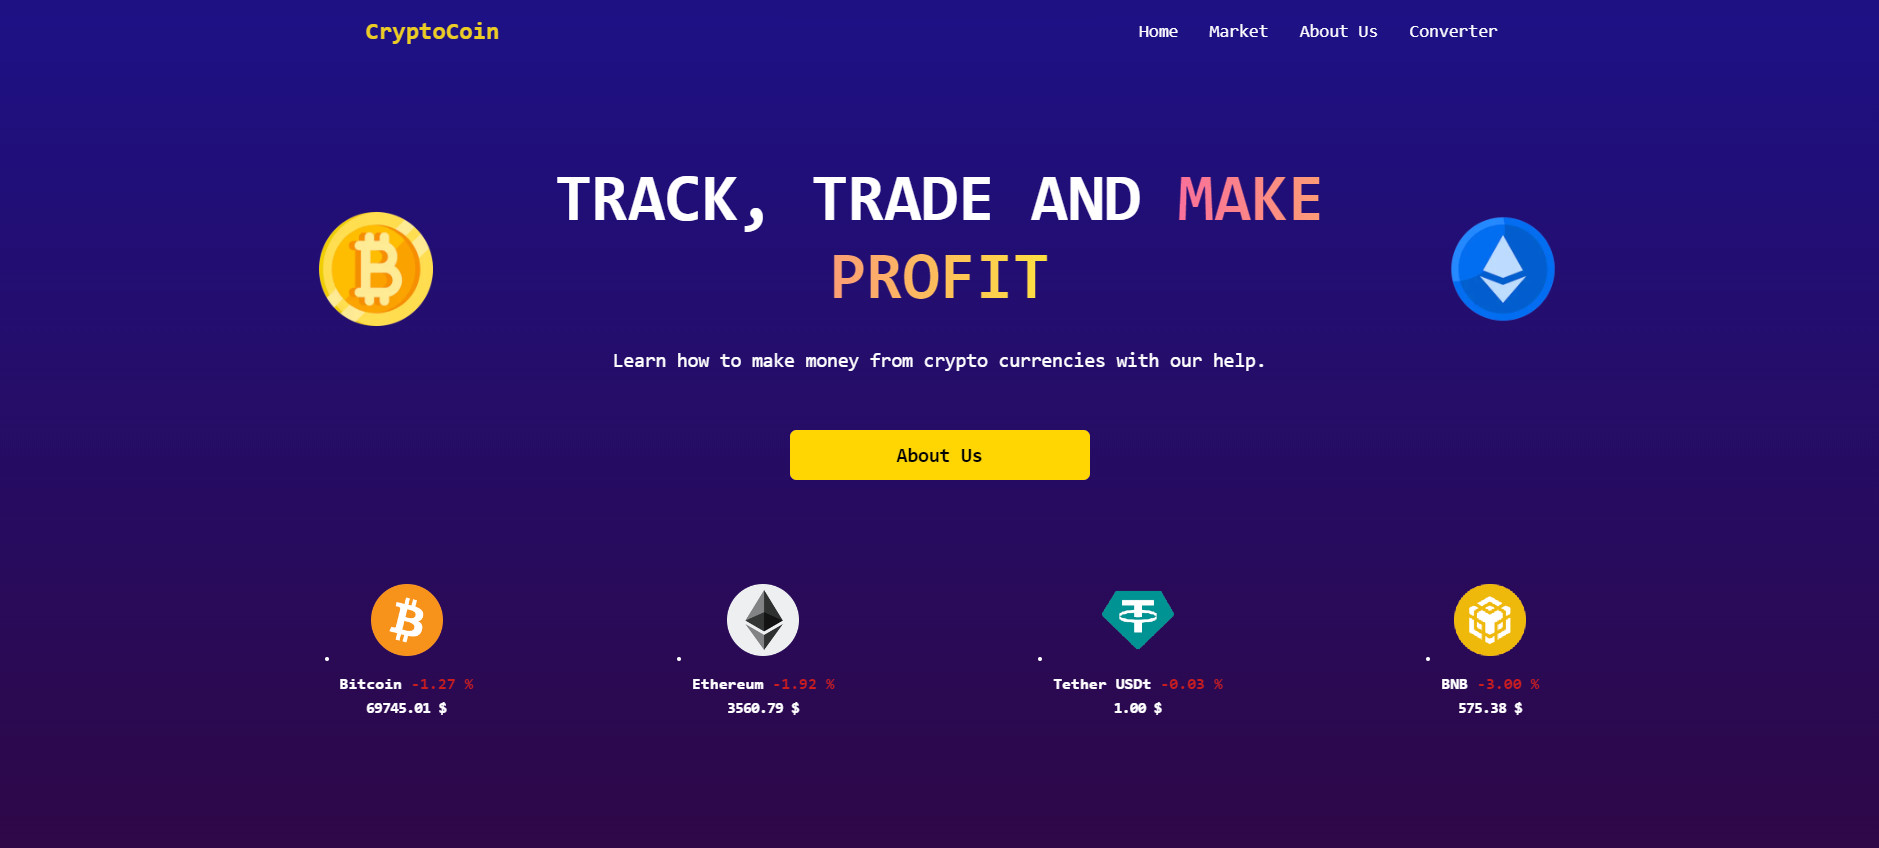 CryptoCoin
Home Market About Us Converter
TRACK, TRADE AND MAKE
PROFIT
Learn how to make money from crypto currencies with our help.
About Us
Bitcoin -1.27 %
69745.01 $
Ethereum -1.92 %
3560.79 $
Tether USDt -0.03 %
1.00 $
BNB -3.00 %
575.38 $